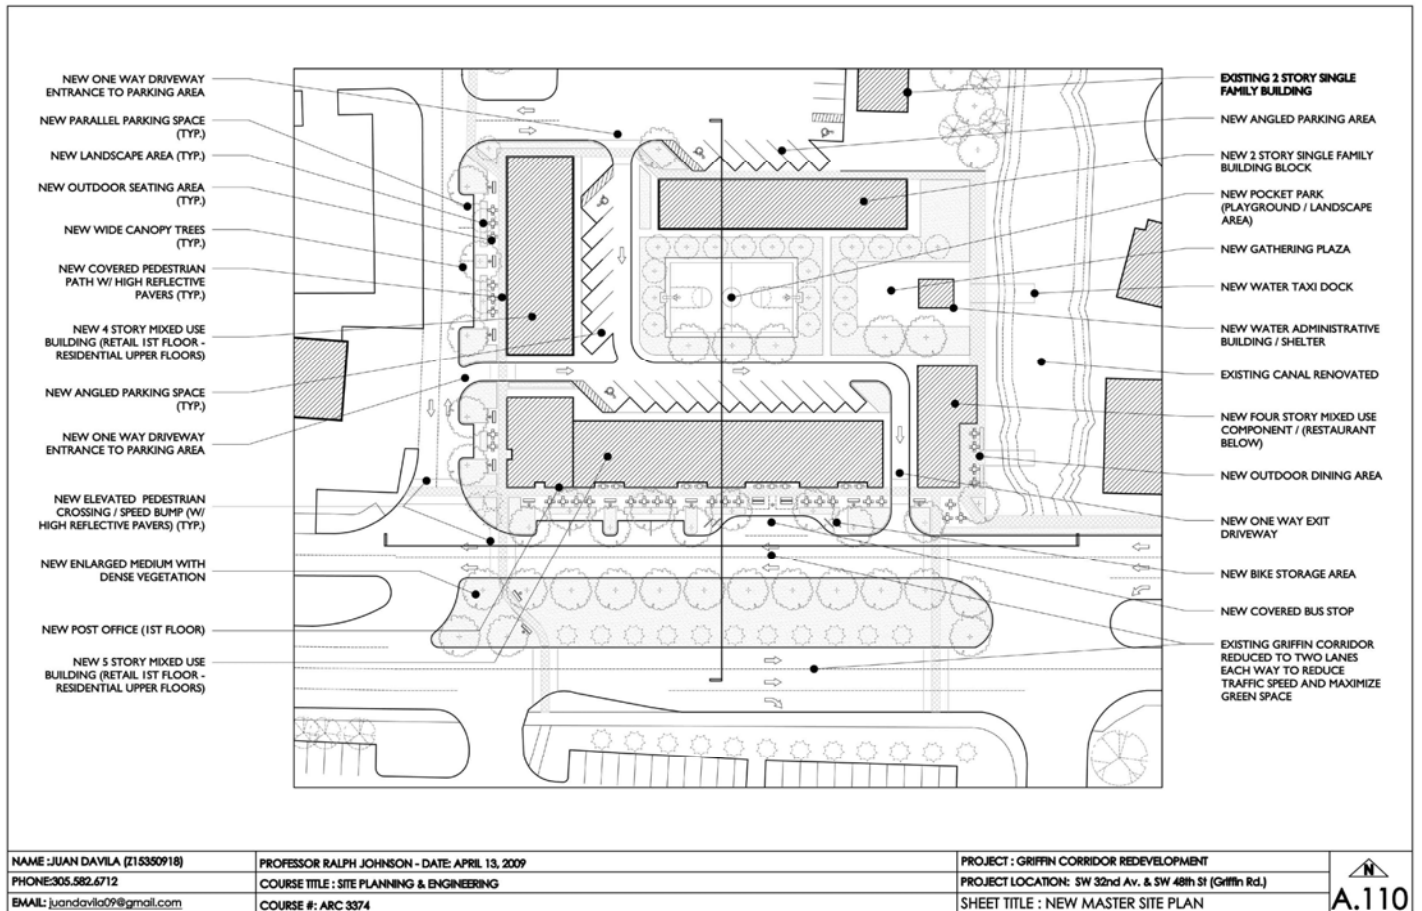 NEW ONE WAY DRIVEWAY
ENTRANCE TO PARKING AREA
NEW PARALLEL PARKING SPACE
(TYP.)
NEW LANDSCAPE AREA (TYP.)
NEW OUTDOOR SEATING AREA
(TYP.)
NEW WIDE CANOPY TREES
(TYP.)
NEW COVERED PEDESTRIAN
PATH W/ HIGH REFLECTIVE
PAVERS (TYP.)
NEW 4 STORY MIXED USE
BUILDING (RETAIL 1ST FLOOR -
RESIDENTIAL UPPER FLOORS)
NEW ANGLED PARKING SPACE
(TYP.)
NEW ONE WAY DRIVEWAY
ENTRANCE TO PARKING AREA
NEW ELEVATED PEDESTRIAN
CROSSING / SPEED BUMP (W/
HIGH REFLECTIVE PAVERS) (TYP.)
NEW ENLARGED MEDIUM WITH
DENSE VEGETATION
NEW POST OFFICE (1ST FLOOR)
NEW 5 STORY MIXED USE
BUILDING (RETAIL 1ST FLOOR -
RESIDENTIAL UPPER FLOORS)
EXISTING 2 STORY SINGLE
FAMILY BUILDING
NEW ANGLED PARKING AREA
NEW 2 STORY SINGLE FAMILY
BUILDING BLOCK
NEW POCKET PARK
(PLAYGROUND / LANDSCAPE
AREA)
NEW GATHERING PLAZA
NEW WATER TAXI DOCK
NEW WATER ADMINISTRATIVE
BUILDING / SHELTER
EXISTING CANAL RENOVATED
NEW FOUR STORY MIXED USE
COMPONENT / (RESTAURANT
BELOW)
NEW OUTDOOR DINING AREA
NEW ONE WAY EXIT
DRIVEWAY
NEW BIKE STORAGE AREA
NEW COVERED BUS STOP
EXISTING GRIFFIN CORRIDOR
REDUCED TO TWO LANES
EACH WAY TO REDUCE
TRAFFIC SPEED AND MAXIMIZE
GREEN SPACE
NAME :JUAN DAVILA (Z15350918)
PHONE:305.582.6712
EMAIL: juandavila09@gmail.com
PROFESSOR RALPH JOHNSON - DATE: APRIL 13, 2009
COURSE TITLE : SITE PLANNING & ENGINEERING
COURSE #: ARC 3374
PROJECT : GRIFFIN CORRIDOR REDEVELOPMENT
PROJECT LOCATION: SW 32nd Av. & SW 48th St (Griffin Rd.)
SHEET TITLE : NEW MASTER SITE PLAN
N
A.110